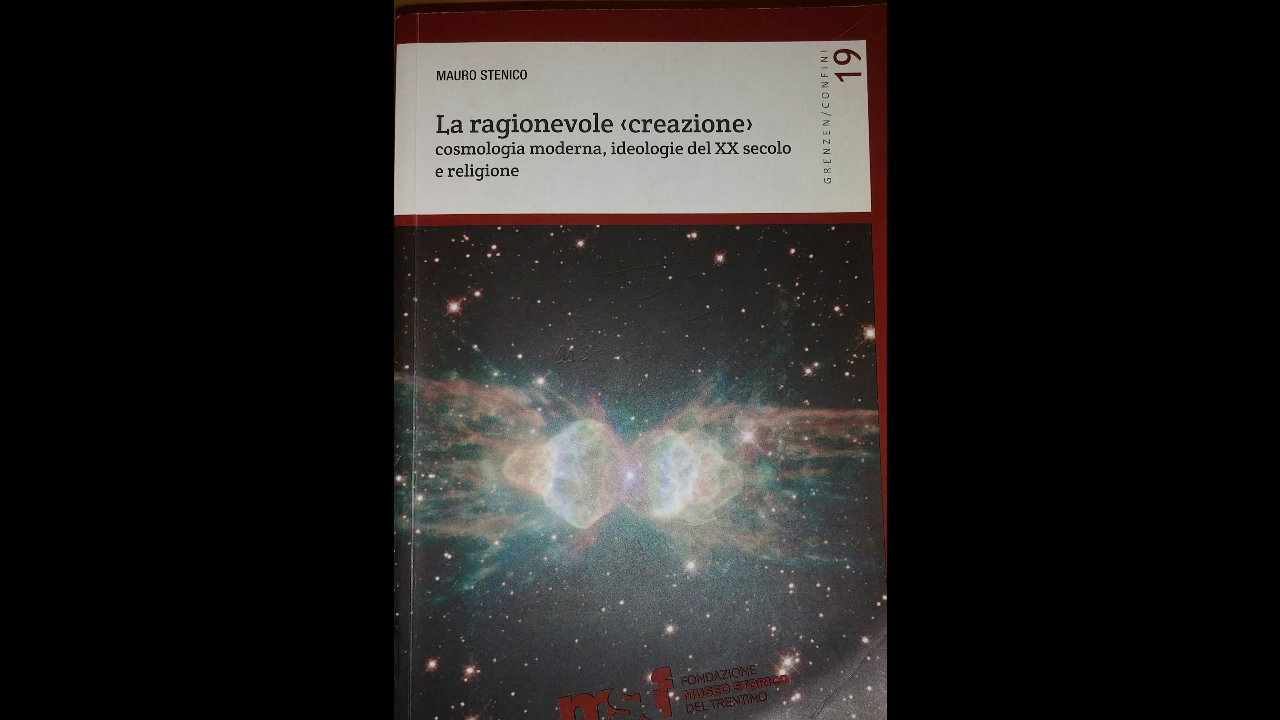 MAURO STENICO
La ragionevole ‹creazione›
cosmologia moderna, ideologie del XX secolo
e religione
GRENZEN/CONFINI
19
FONDAZIONE
MUSEO STORICO
DEL TRENTINO